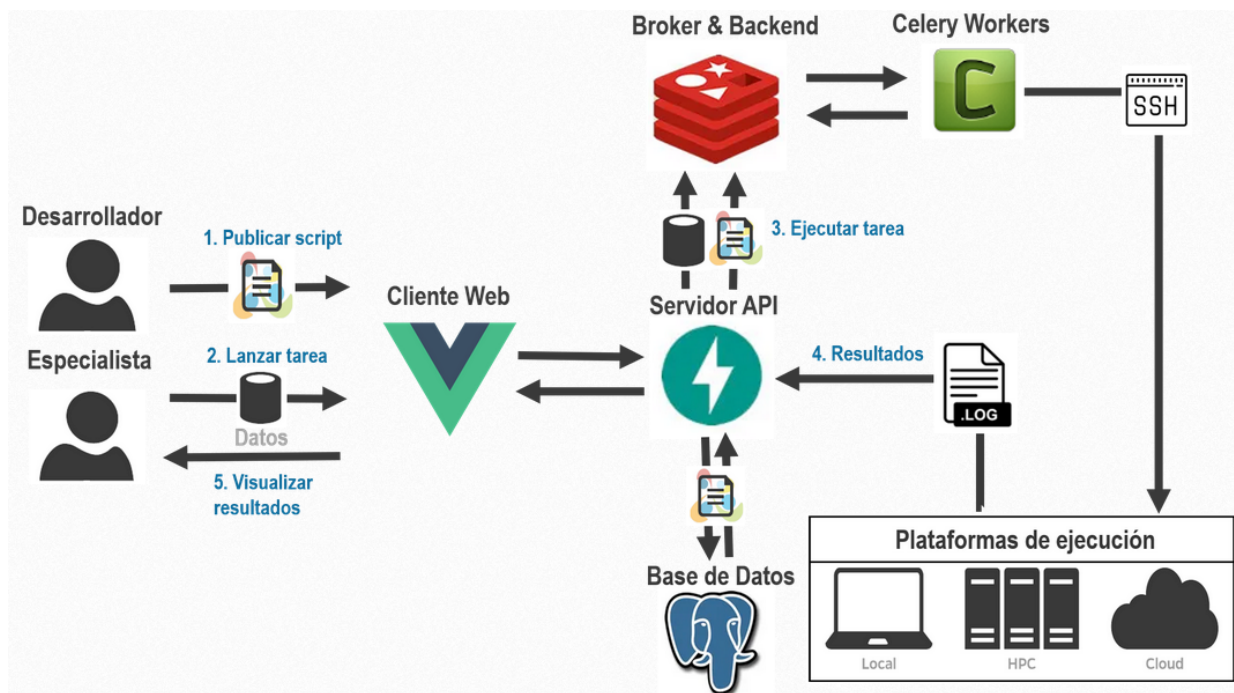 Broker & Backend
Celery Workers
C
SSH
Desarrollador
1. Publicar script
3. Ejecutar tarea
Cliente Web
Servidor API
Especialista
2. Lanzar tarea
4. Resultados
.LOG
Datos
5. Visualizar
resultados
Plataformas de ejecución
Base de Datos
Local
HPC
Cloud